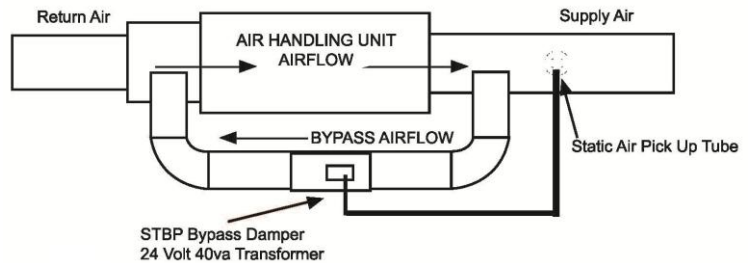 Return Air
Supply Air
AIR HANDLING UNIT
AIRFLOW
BYPASS AIRFLOW
Static Air Pick Up Tube
STBP Bypass Damper
24 Volt 40va Transformer